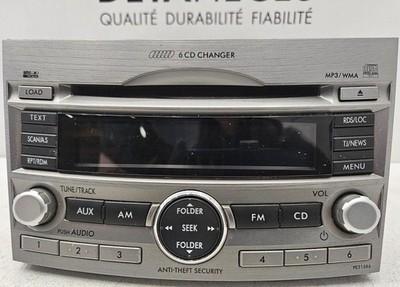 QUALITÉ DURABILITÉ FIABILITÉ
6 CD CHANGER
MP3/WMA
LOAD
TEXT
RDS/LOC
SCAN/A.S
TJ/NEWS
RPT/RDM
MENU
TUNE/TRACK
VOL
AUX
AM
FOLDER
SEEK
FOLDER
FM
CD
PUSH AUDIO
1
2
3
4
5
6
ANTI-THEFT SECURITY